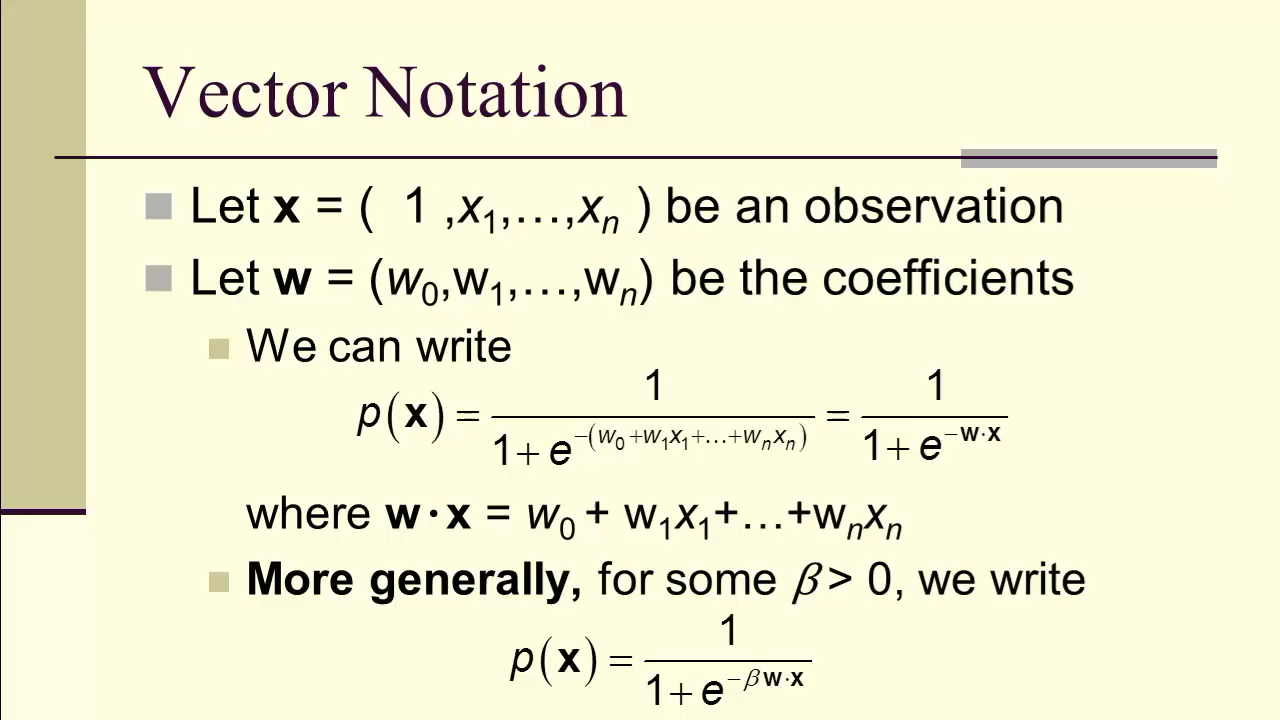 Vector Notation
Let x = ( 1 ,x₁,…,xₙ ) be an observation
Let w = (w₀,w₁,…,wₙ) be the coefficients
We can write
p(x) = 1 / (1 + e^(−(w₀ + w₁x₁ + … + wₙxₙ))) = 1 / (1 + e^(−w·x))
where w·x = w₀ + w₁x₁+…+wₙxₙ
More generally, for some β > 0, we write
p(x) = 1 / (1 + e^(−βw·x))